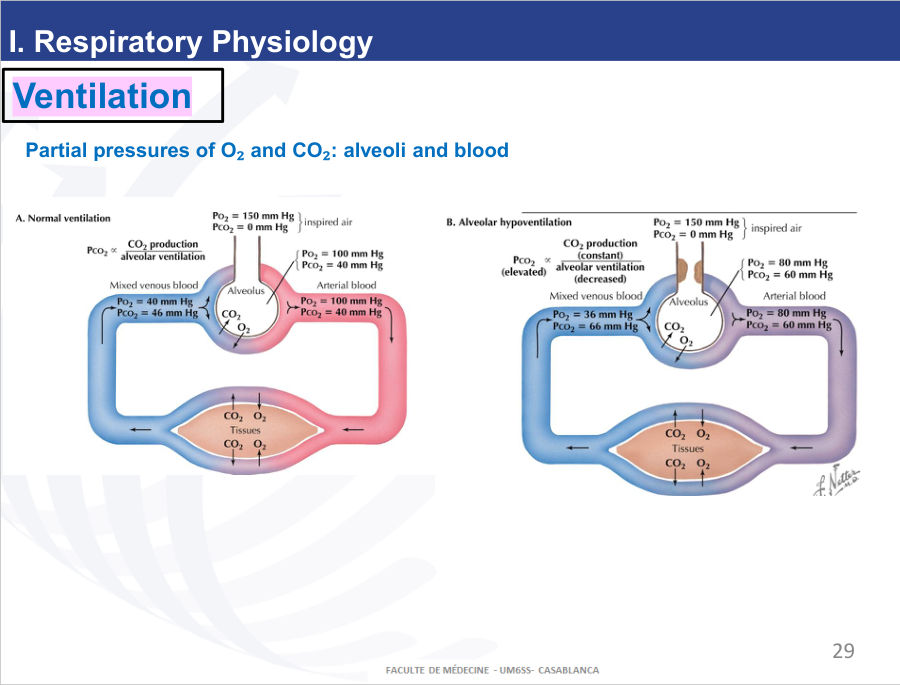 I. Respiratory Physiology
Ventilation
Partial pressures of O₂ and CO₂: alveoli and blood
A. Normal ventilation
PO₂ = 150 mm Hg
PCO₂ = 0 mm Hg
inspired air
PCO₂ ∝ CO₂ production
alveolar ventilation
PO₂ = 100 mm Hg
PCO₂ = 40 mm Hg
Mixed venous blood
Alveolus
Arterial blood
PO₂ = 40 mm Hg
PCO₂ = 46 mm Hg
PO₂ = 100 mm Hg
PCO₂ = 40 mm Hg
CO₂
O₂
CO₂ O₂
Tissues
CO₂ O₂
B. Alveolar hypoventilation
PO₂ = 150 mm Hg
PCO₂ = 0 mm Hg
inspired air
CO₂ production
(constant)
PCO₂ ∝
(elevated)
alveolar ventilation
(decreased)
PO₂ = 80 mm Hg
PCO₂ = 60 mm Hg
Mixed venous blood
Alveolus
Arterial blood
PO₂ = 36 mm Hg
PCO₂ = 66 mm Hg
PO₂ = 80 mm Hg
PCO₂ = 60 mm Hg
CO₂
O₂
CO₂ O₂
Tissues
CO₂ O₂
F. Netter
M.D.
29
FACULTE DE MÉDECINE - UM6SS- CASABLANCA